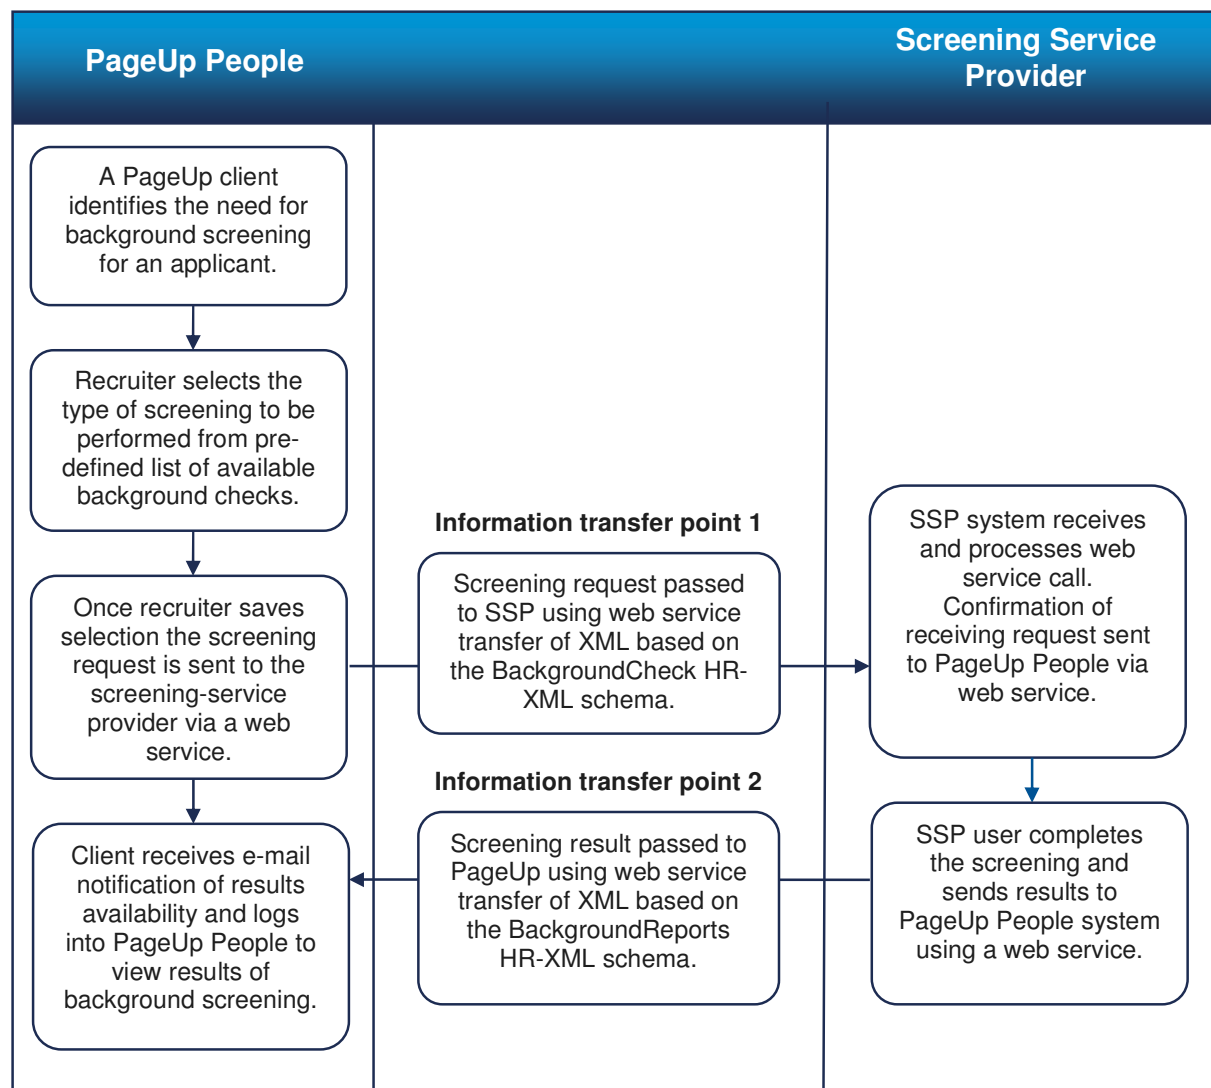 PageUp People
Screening Service
Provider
A PageUp client
identifies the need for
background screening
for an applicant.
Recruiter selects the
type of screening to be
performed from pre-
defined list of available
background checks.
Once recruiter saves
selection the screening
request is sent to the
screening-service
provider via a web
service.
Information transfer point 1
Screening request passed
to SSP using web service
transfer of XML based on
the BackgroundCheck HR-
XML schema.
SSP system receives
and processes web
service call.
Confirmation of
receiving request sent
to PageUp People via
web service.
SSP user completes
the screening and
sends results to
PageUp People system
using a web service.
Information transfer point 2
Screening result passed to
PageUp using web service
transfer of XML based on
the BackgroundReports
HR-XML schema.
Client receives e-mail
notification of results
availability and logs
into PageUp People to
view results of
background screening.